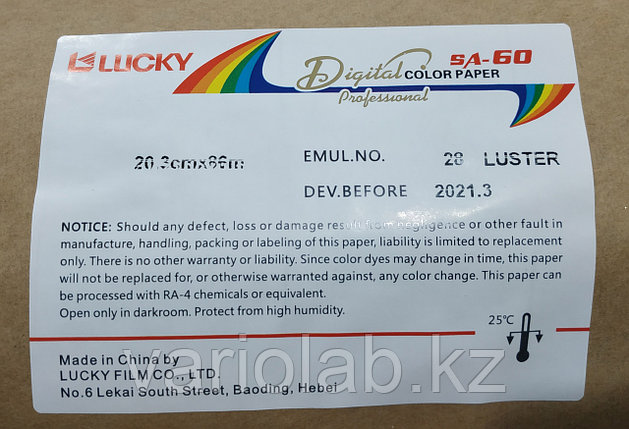 LUCKY
Digital COLOR PAPER SA-60
Professional
20.3cmx86m EMUL.NO. 28 LUSTER
DEV.BEFORE 2021.3
NOTICE: Should any defect, loss or damage result from negligence or other fault in
manufacture, handling, packing or labeling of this paper, liability is limited to replacement
only. There is no other warranty or liability. Since color dyes may change in time, this paper
will not be replaced for, or otherwise warranted against, any color change. This paper can
be processed with RA-4 chemicals or equivalent.
Open only in darkroom. Protect from high humidity.
25℃
Made in China by
LUCKY FILM CO., LTD.
No.6 Lekai South Street, Baoding, Hebei
variolab.kz